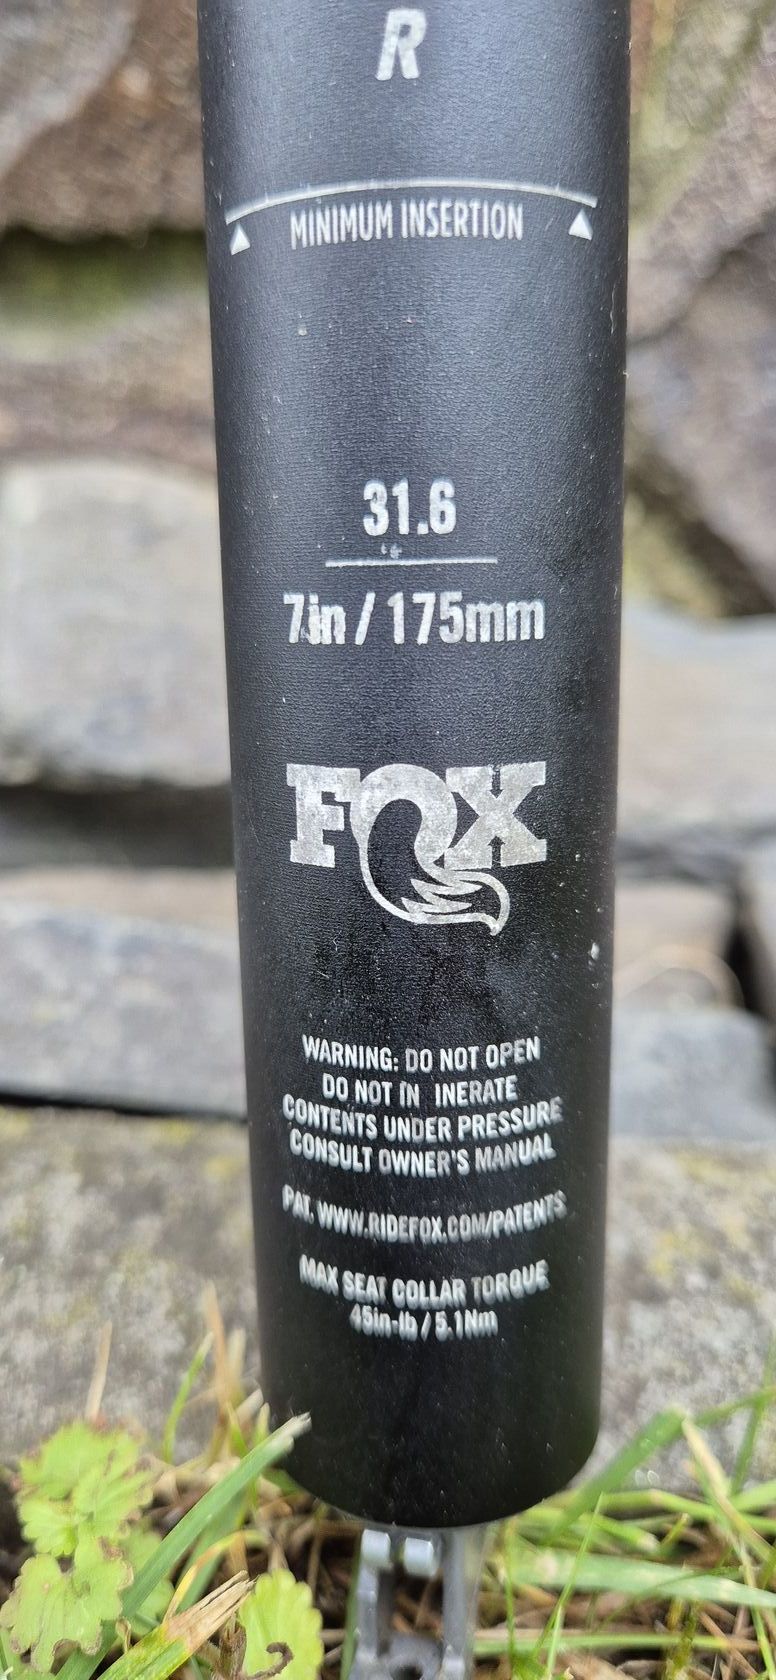 R
MINIMUM INSERTION
31.6
7in / 175mm
FOX
WARNING: DO NOT OPEN
DO NOT IN INERATE
CONTENTS UNDER PRESSURE
CONSULT OWNER'S MANUAL
PAT. WWW.RIDEFOX.COM/PATENTS
MAX SEAT COLLAR TORQUE
45in-lb / 5.1Nm